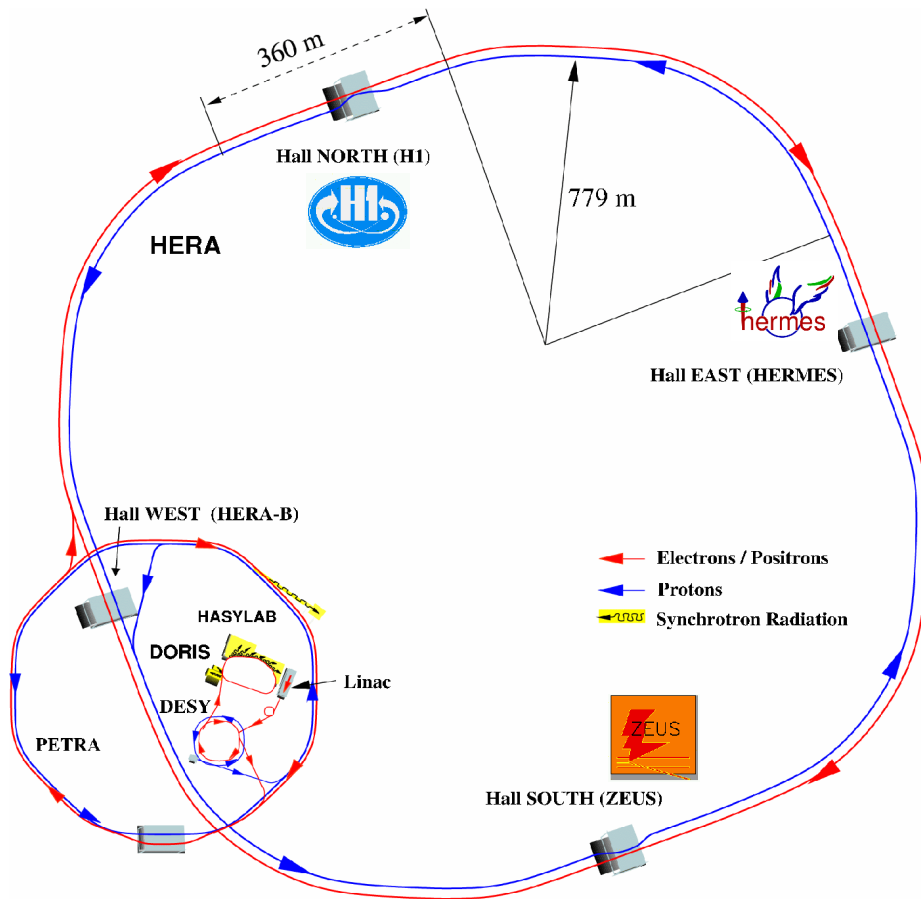 360 m
Hall NORTH (H1)
H1
779 m
HERA
hermes
Hall EAST (HERMES)
Hall WEST (HERA-B)
Electrons / Positrons
Protons
Synchrotron Radiation
HASYLAB
DORIS
Linac
DESY
ZEUS
PETRA
Hall SOUTH (ZEUS)